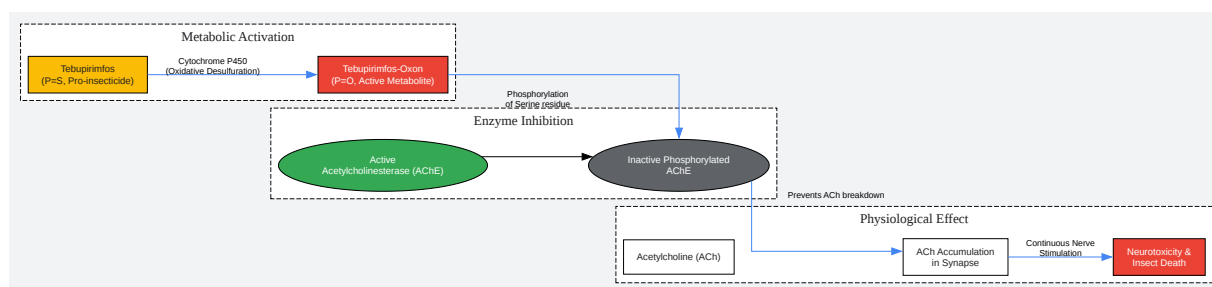 Metabolic Activation
Tebupirimfos
(P=S, Pro-insecticide)
Cytochrome P450
(Oxidative Desulfuration)
Tebupirimfos-Oxon
(P=O, Active Metabolite)
Phosphorylation
of Serine residue
Enzyme Inhibition
Active
Acetylcholinesterase (AChE)
Inactive Phosphorylated
AChE
Prevents ACh breakdown
Physiological Effect
Acetylcholine (ACh)
ACh Accumulation
in Synapse
Continuous Nerve
Stimulation
Neurotoxicity &
Insect Death